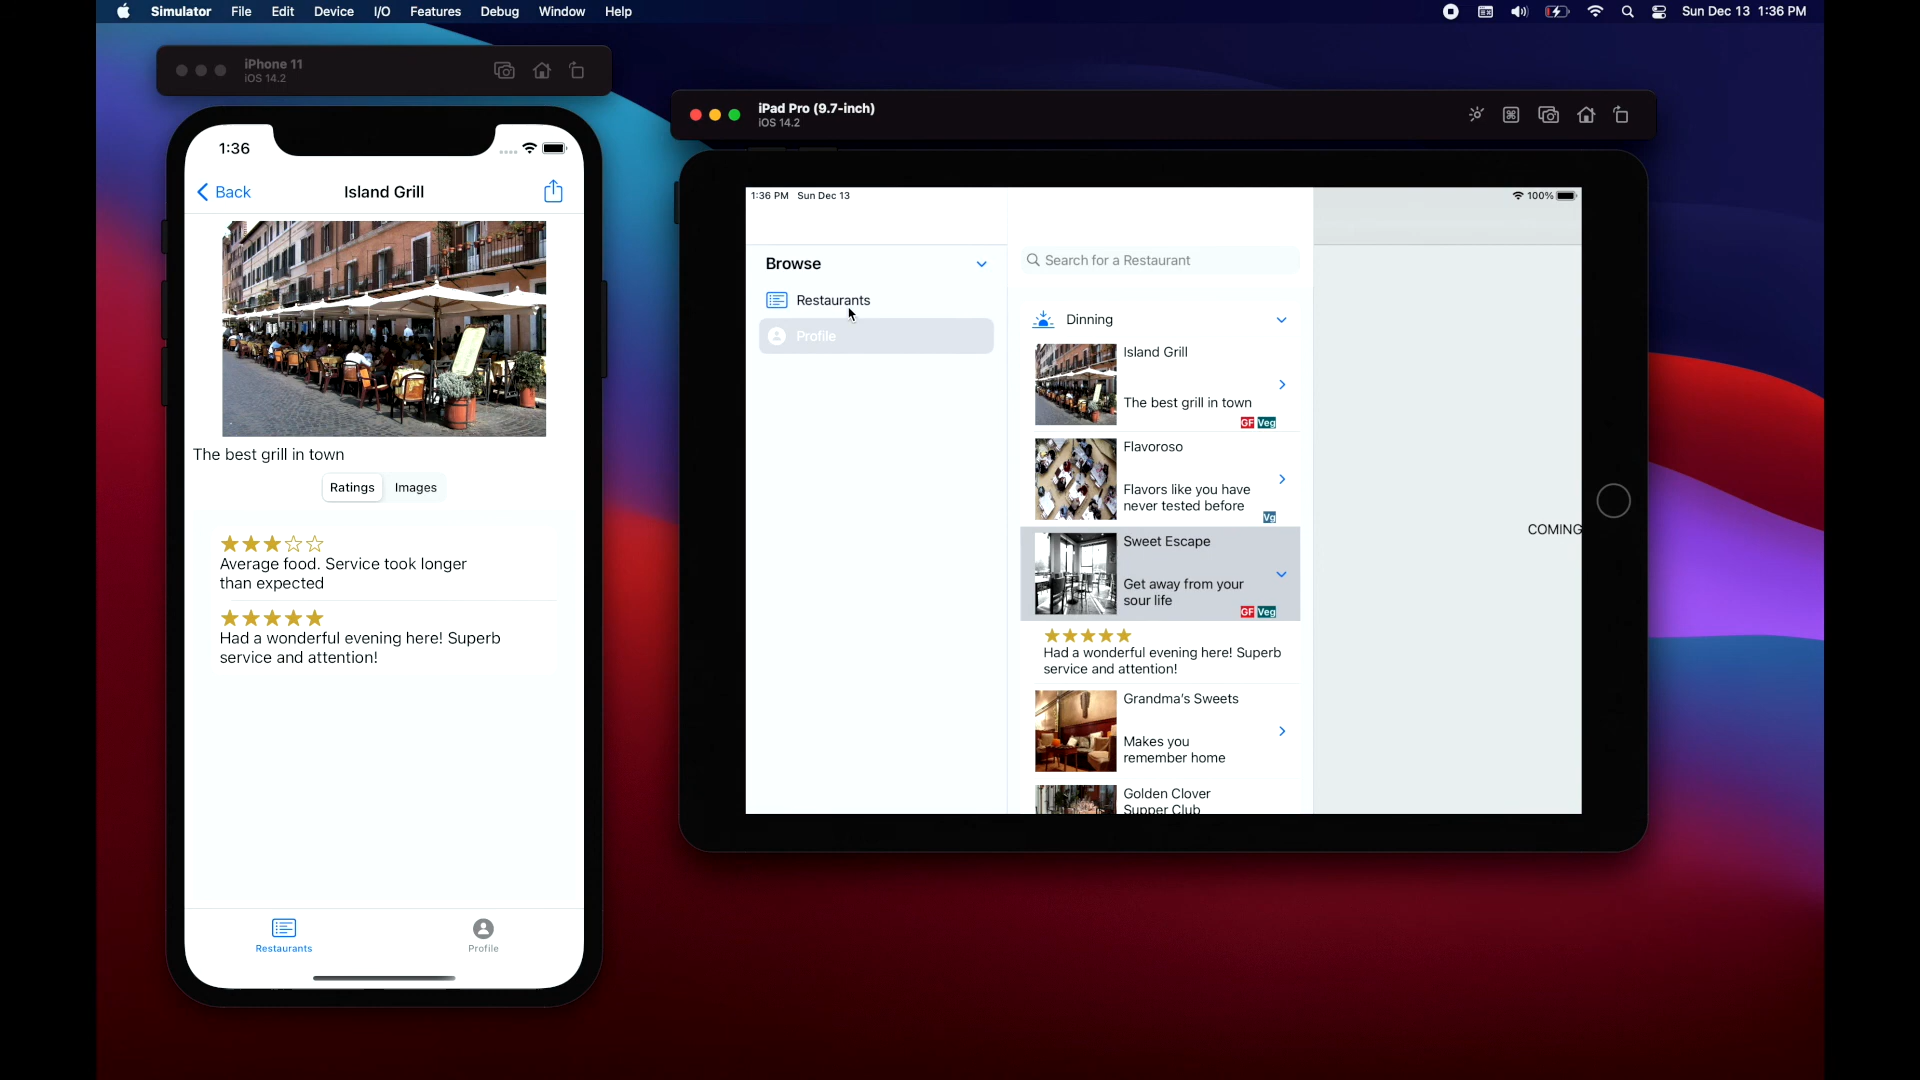 Simulator File Edit Device I/O Features Debug Window Help
Sun Dec 13 1:36 PM
iPhone 11
iOS 14.2
1:36
Back
Island Grill
The best grill in town
Ratings
Images
Average food. Service took longer
than expected
Had a wonderful evening here! Superb
service and attention!
Restaurants
Profile
iPad Pro (9.7-inch)
iOS 14.2
1:36 PM Sun Dec 13
100%
Browse
Restaurants
Profile
Search for a Restaurant
Dinning
Island Grill
The best grill in town
GF Veg
Flavoroso
Flavors like you have
never tested before
Vg
Sweet Escape
Get away from your
sour life
GF Veg
Had a wonderful evening here! Superb
service and attention!
Grandma's Sweets
Makes you
remember home
Golden Clover
Supper Club
COMING